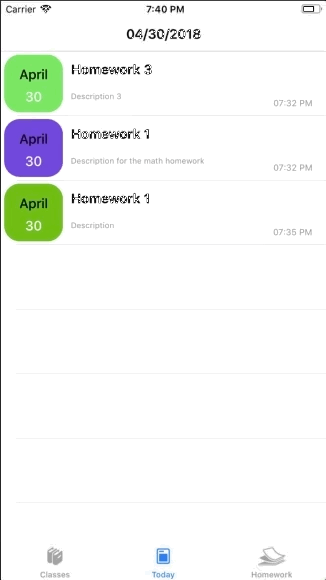 Carrier 7:40 PM
04/30/2018
April
30
Homework 3
Description 3
07:32 PM
April
30
Homework 1
Description for the math homework
07:32 PM
April
30
Homework 1
Description
07:35 PM
Classes Today Homework